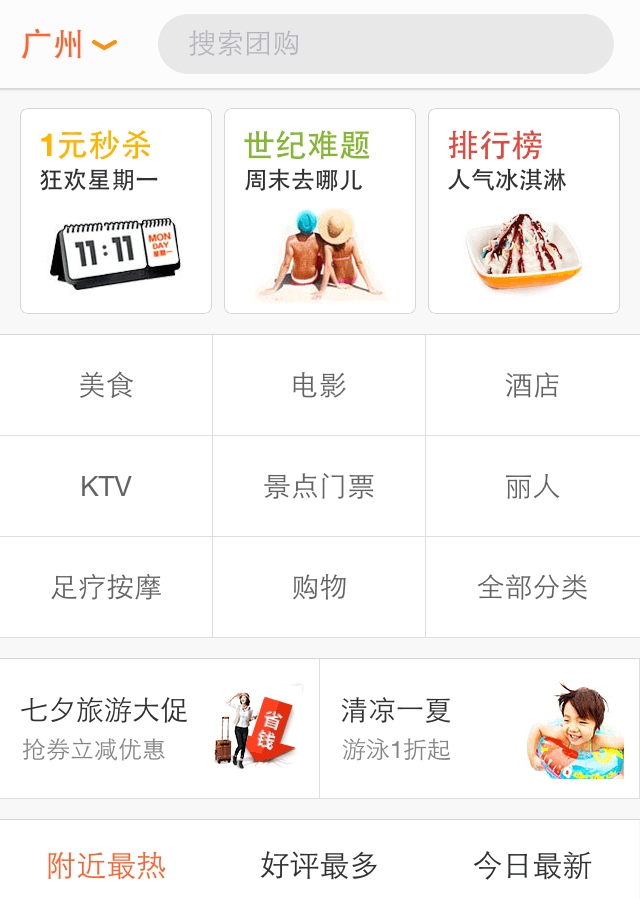 广州
搜索团购
1元秒杀
狂欢星期一
11:11
MON
DAY
星期一
世纪难题
周末去哪儿
排行榜
人气冰淇淋
美食
电影
酒店
KTV
景点门票
丽人
足疗按摩
购物
全部分类
七夕旅游大促
抢券立减优惠
省钱
清凉一夏
游泳1折起
附近最热
好评最多
今日最新